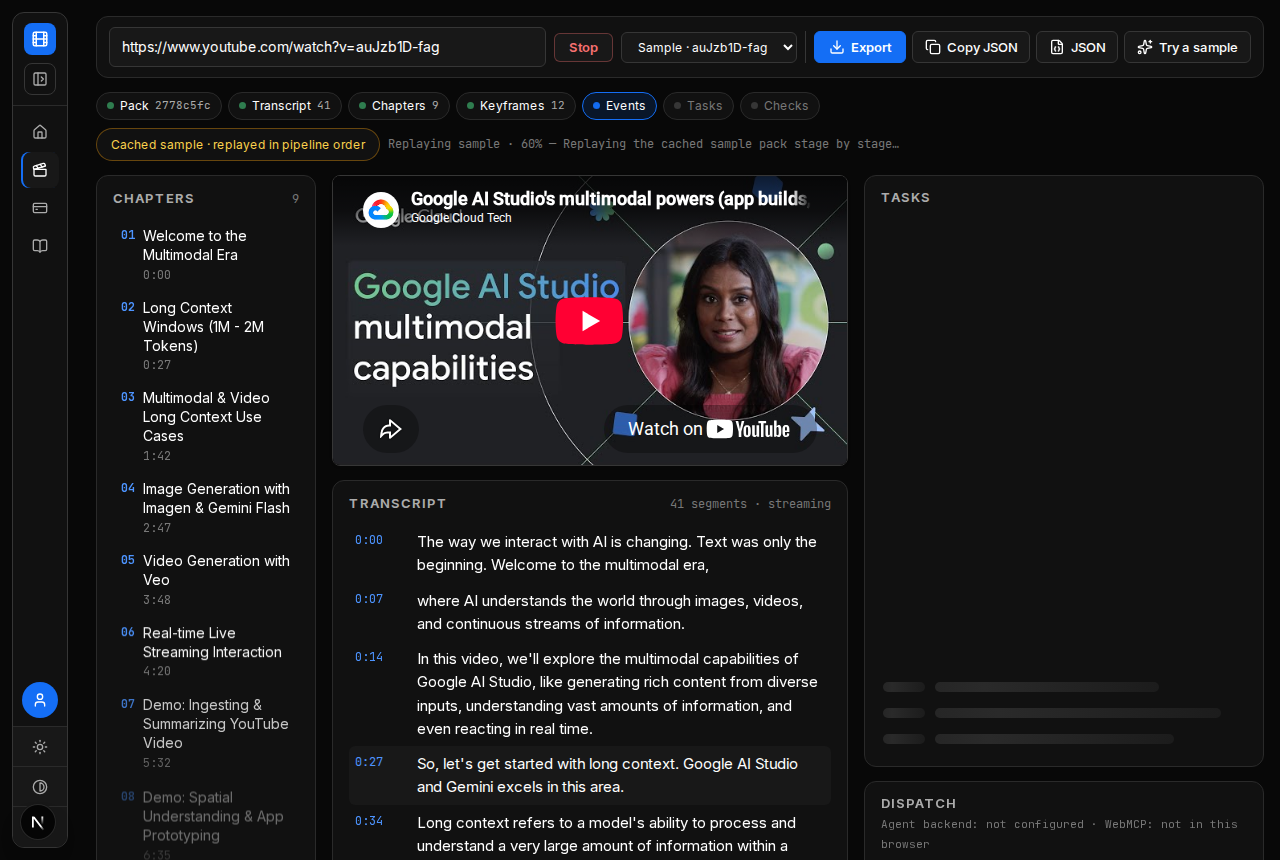 https://www.youtube.com/watch?v=auJzb1D-fag
Stop
Sample · auJzb1D-fag
Export
Copy JSON
JSON
Try a sample
Pack 2778c5fc
Transcript 41
Chapters 9
Keyframes 12
Events
Tasks
Checks
Cached sample · replayed in pipeline order
Replaying sample · 60% — Replaying the cached sample pack stage by stage…
CHAPTERS 9
01 Welcome to the
Multimodal Era
0:00
02 Long Context
Windows (1M - 2M
Tokens)
0:27
03 Multimodal & Video
Long Context Use
Cases
1:42
04 Image Generation with
Imagen & Gemini Flash
2:47
05 Video Generation with
Veo
3:48
06 Real-time Live
Streaming Interaction
4:20
07 Demo: Ingesting &
Summarizing YouTube
Video
5:32
08 Demo: Spatial
Understanding & App
Prototyping
6:35
Google AI Studio's multimodal powers (app builds,
Google Cloud Tech
Google Cloud
Google AI Studio
multimodal
capabilities
Watch on YouTube
TRANSCRIPT
41 segments · streaming
0:00 The way we interact with AI is changing. Text was only the
beginning. Welcome to the multimodal era,
0:07 where AI understands the world through images, videos,
and continuous streams of information.
0:14 In this video, we'll explore the multimodal capabilities of
Google AI Studio, like generating rich content from diverse
inputs, understanding vast amounts of information, and
even reacting in real time.
0:27 So, let's get started with long context. Google AI Studio
and Gemini excels in this area.
0:34 Long context refers to a model's ability to process and
understand a very large amount of information within a
TASKS
DISPATCH
Agent backend: not configured · WebMCP: not in this
browser
N